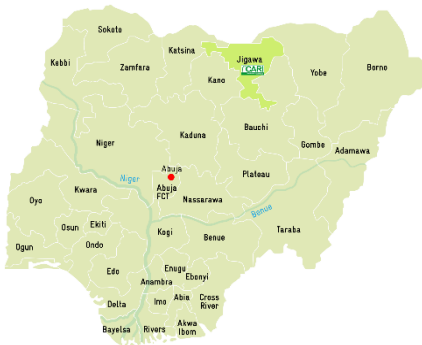 Sokoto
Katsina
Jigawa
CARI
Kebbi
Zamfara
Kano
Yobe
Borno
Bauchi
Kaduna
Niger
Gombe
Adamawa
Abuja
Plateau
Niger
Abuja
FCT
Kwara
Nassarawa
Oyo
Benue
Osun
Ekiti
Kogi
Benue
Taraba
Ogun
Ondo
Edo
Enugu
Ebonyi
Anambra
Delta
Imo
Abia
Cross
River
Bayelsa
Rivers
Akwa
Ibom